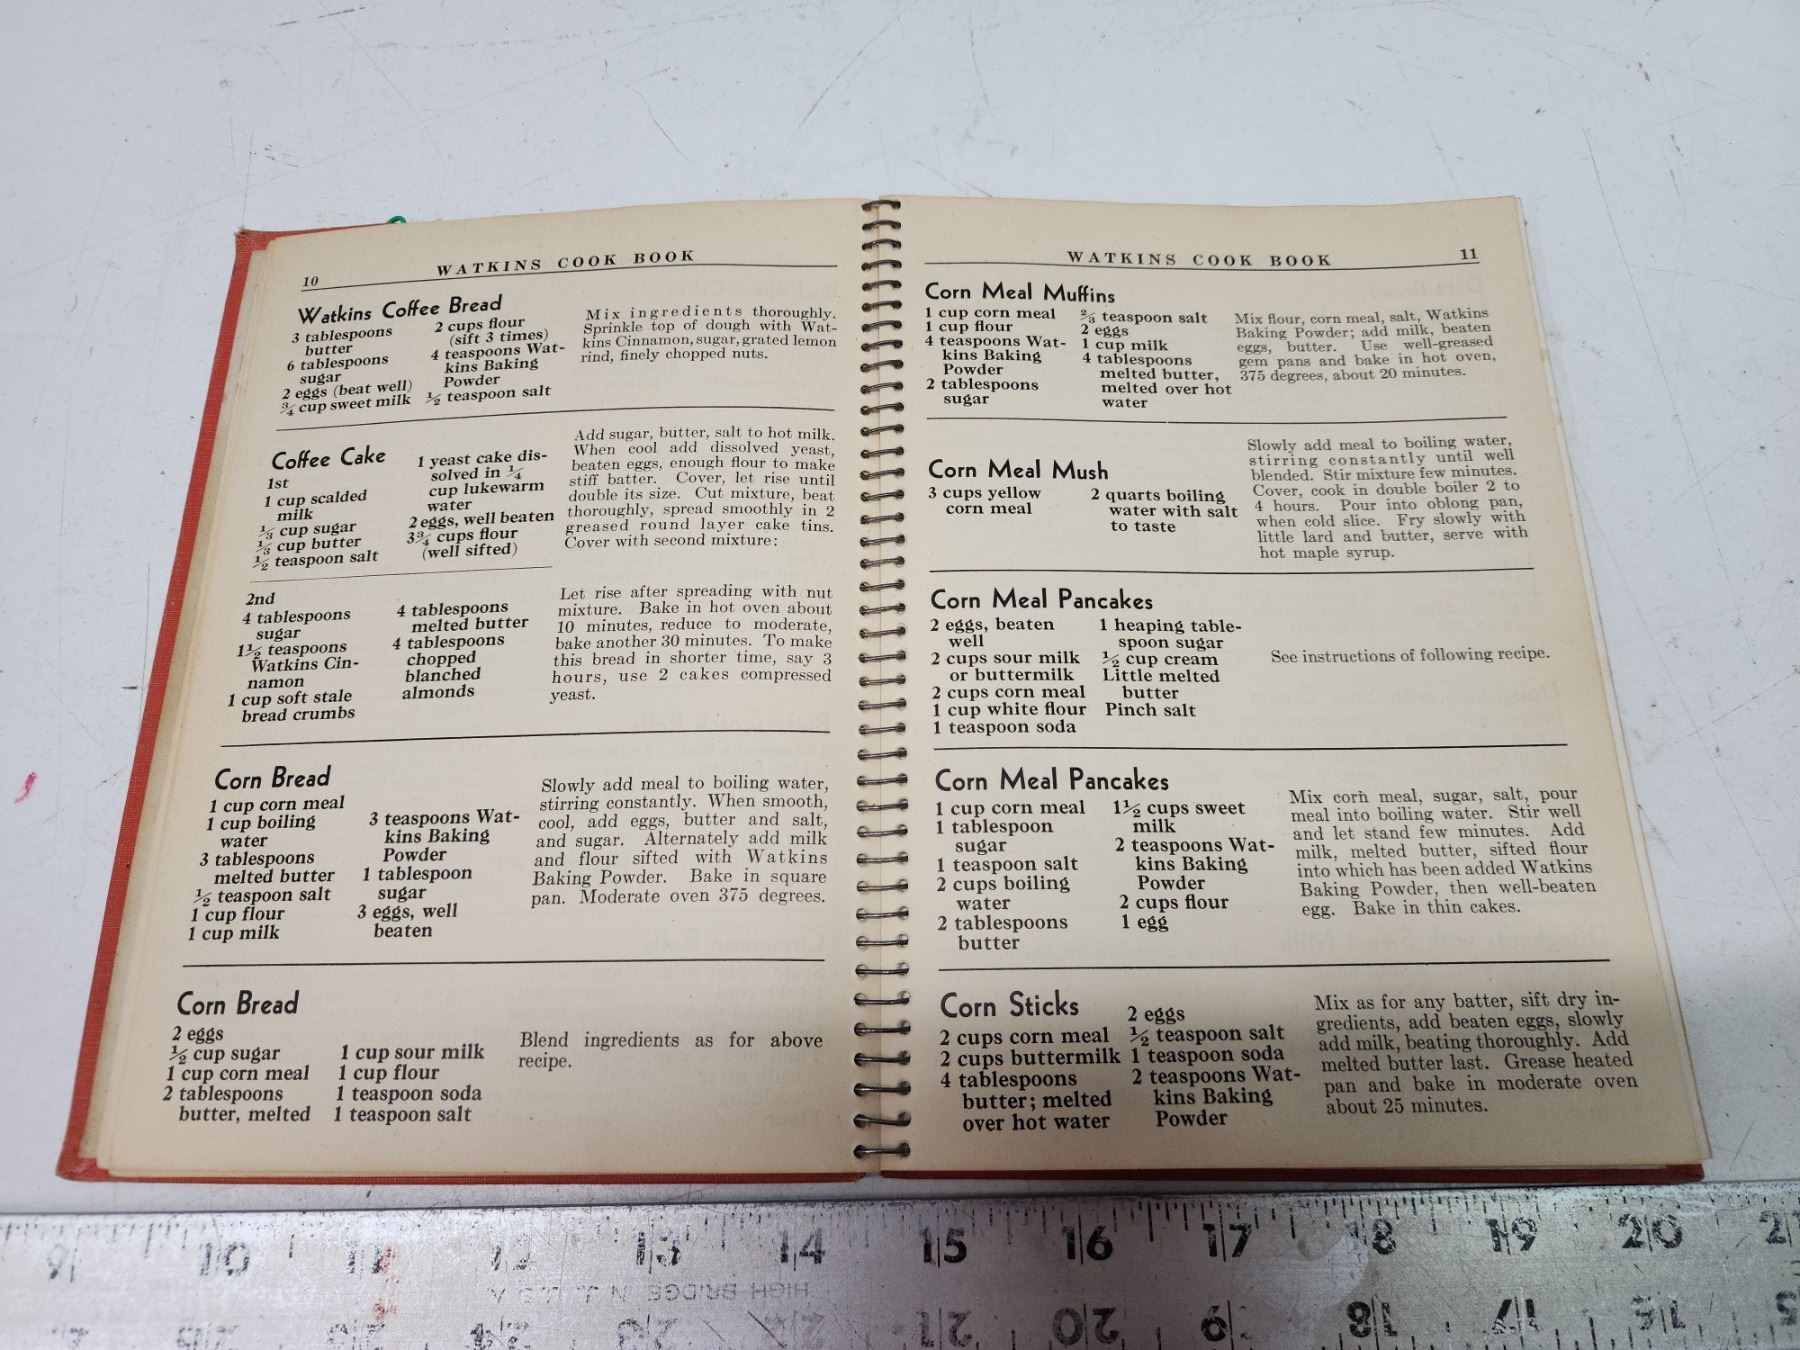 10
WATKINS COOK BOOK
Watkins Coffee Bread
3 tablespoons
butter
6 tablespoons
sugar
2 eggs (beat well)
¾ cup sweet milk
2 cups flour
(sift 3 times)
4 teaspoons Wat-
kins Baking
Powder
½ teaspoon salt
Mix ingredients thoroughly.
Sprinkle top of dough with Wat-
kins Cinnamon, sugar, grated lemon
rind, finely chopped nuts.
Coffee Cake
1st
1 cup scalded
milk
⅓ cup sugar
⅓ cup butter
½ teaspoon salt
1 yeast cake dis-
solved in ¼
cup lukewarm
water
2 eggs, well beaten
3¾ cups flour
(well sifted)
Add sugar, butter, salt to hot milk.
When cool add dissolved yeast,
beaten eggs, enough flour to make
stiff batter. Cover, let rise until
double its size. Cut mixture, beat
thoroughly, spread smoothly in 2
greased round layer cake tins.
Cover with second mixture:
2nd
4 tablespoons
sugar
1½ teaspoons
Watkins Cin-
namon
1 cup soft stale
bread crumbs
4 tablespoons
melted butter
4 tablespoons
chopped
blanched
almonds
Let rise after spreading with nut
mixture. Bake in hot oven about
10 minutes, reduce to moderate,
bake another 30 minutes. To make
this bread in shorter time, say 3
hours, use 2 cakes compressed
yeast.
Corn Bread
1 cup corn meal
1 cup boiling
water
3 tablespoons
melted butter
½ teaspoon salt
1 cup flour
1 cup milk
3 teaspoons Wat-
kins Baking
Powder
1 tablespoon
sugar
3 eggs, well
beaten
Slowly add meal to boiling water,
stirring constantly. When smooth,
cool, add eggs, butter and salt,
and sugar. Alternately add milk
and flour sifted with Watkins
Baking Powder. Bake in square
pan. Moderate oven 375 degrees.
Corn Bread
2 eggs
½ cup sugar
1 cup corn meal
2 tablespoons
butter, melted
1 cup sour milk
1 cup flour
1 teaspoon soda
1 teaspoon salt
Blend ingredients as for above
recipe.
WATKINS COOK BOOK
11
Corn Meal Muffins
1 cup corn meal
1 cup flour
4 teaspoons Wat-
kins Baking
Powder
2 tablespoons
sugar
⅔ teaspoon salt
2 eggs
1 cup milk
4 tablespoons
melted butter,
melted over hot
water
Mix flour, corn meal, salt, Watkins
Baking Powder; add milk, beaten
eggs, butter. Use well-greased
gem pans and bake in hot oven,
375 degrees, about 20 minutes.
Corn Meal Mush
3 cups yellow
corn meal
2 quarts boiling
water with salt
to taste
Slowly add meal to boiling water,
stirring constantly until well
blended. Stir mixture few minutes.
Cover, cook in double boiler 2 to
4 hours. Pour into oblong pan,
when cold slice. Fry slowly with
little lard and butter, serve with
hot maple syrup.
Corn Meal Pancakes
2 eggs, beaten
well
2 cups sour milk
or buttermilk
2 cups corn meal
1 cup white flour
1 teaspoon soda
1 heaping table-
spoon sugar
½ cup cream
Little melted
butter
Pinch salt
See instructions of following recipe.
Corn Meal Pancakes
1 cup corn meal
1 tablespoon
sugar
1 teaspoon salt
2 cups boiling
water
2 tablespoons
butter
1½ cups sweet
milk
2 teaspoons Wat-
kins Baking
Powder
2 cups flour
1 egg
Mix corn meal, sugar, salt, pour
meal into boiling water. Stir well
and let stand few minutes. Add
milk, melted butter, sifted flour
into which has been added Watkins
Baking Powder, then well-beaten
egg. Bake in thin cakes.
Corn Sticks
2 cups corn meal
2 cups buttermilk
4 tablespoons
butter; melted
over hot water
2 eggs
½ teaspoon salt
1 teaspoon soda
2 teaspoons Wat-
kins Baking
Powder
Mix as for any batter, sift dry in-
gredients, add beaten eggs, slowly
add milk, beating thoroughly. Add
melted butter last. Grease heated
pan and bake in moderate oven
about 25 minutes.
9 10 11 12 13 14 15 16 17 18 19 20 21
HIGH BRIDGE N.J. U.S.A.
21 20 19 18 17 16